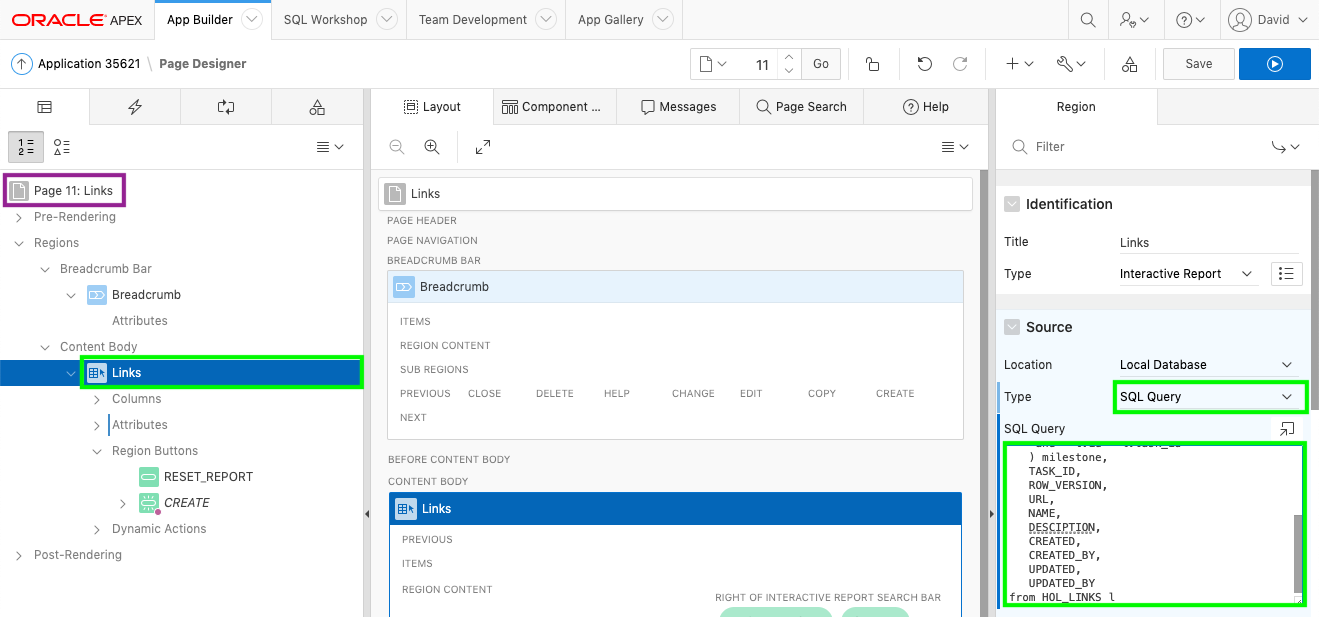 ORACLE APEX App Builder SQL Workshop Team Development App Gallery David
Application 35621 \ Page Designer 11 Go Save
Layout Component ... Messages Page Search Help Region
1 2
Filter
Page 11: Links
Pre-Rendering
Regions
Breadcrumb Bar
Breadcrumb
Attributes
Content Body
Links
Columns
Attributes
Region Buttons
RESET_REPORT
CREATE
Dynamic Actions
Post-Rendering
Links
PAGE HEADER
PAGE NAVIGATION
BREADCRUMB BAR
Breadcrumb
ITEMS
REGION CONTENT
SUB REGIONS
PREVIOUS CLOSE DELETE HELP CHANGE EDIT COPY CREATE
NEXT
BEFORE CONTENT BODY
CONTENT BODY
Links
PREVIOUS
ITEMS
REGION CONTENT
RIGHT OF INTERACTIVE REPORT SEARCH BAR
Identification
Title Links
Type Interactive Report
Source
Location Local Database
Type SQL Query
SQL Query
) milestone,
TASK_ID,
ROW_VERSION,
URL,
NAME,
DESCIPTION,
CREATED,
CREATED_BY,
UPDATED,
UPDATED_BY
from HOL_LINKS l